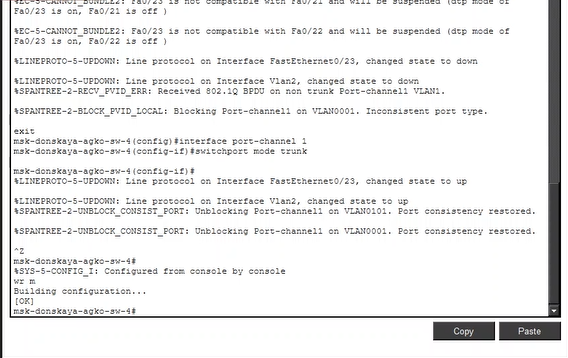 %EC-5-CANNOT_BUNDLE2: Fa0/23 is not compatible with Fa0/21 and will be suspended (dtp mode of
Fa0/23 is on, Fa0/21 is off )
%EC-5-CANNOT_BUNDLE2: Fa0/23 is not compatible with Fa0/22 and will be suspended (dtp mode of
Fa0/23 is on, Fa0/22 is off )
%LINEPROTO-5-UPDOWN: Line protocol on Interface FastEthernet0/23, changed state to down
%LINEPROTO-5-UPDOWN: Line protocol on Interface Vlan2, changed state to down
%SPANTREE-2-RECV_PVID_ERR: Received 802.1Q BPDU on non trunk Port-channel1 VLAN1.
%SPANTREE-2-BLOCK_PVID_LOCAL: Blocking Port-channel1 on VLAN0001. Inconsistent port type.
exit
msk-donskaya-agko-sw-4(config)#interface port-channel 1
msk-donskaya-agko-sw-4(config-if)#switchport mode trunk
msk-donskaya-agko-sw-4(config-if)#
%LINEPROTO-5-UPDOWN: Line protocol on Interface FastEthernet0/23, changed state to up
%LINEPROTO-5-UPDOWN: Line protocol on Interface Vlan2, changed state to up
%SPANTREE-2-UNBLOCK_CONSIST_PORT: Unblocking Port-channel1 on VLAN0101. Port consistency restored.
%SPANTREE-2-UNBLOCK_CONSIST_PORT: Unblocking Port-channel1 on VLAN0001. Port consistency restored.
^Z
msk-donskaya-agko-sw-4#
%SYS-5-CONFIG_I: Configured from console by console
wr m
Building configuration...
[OK]
msk-donskaya-agko-sw-4#
Copy
Paste